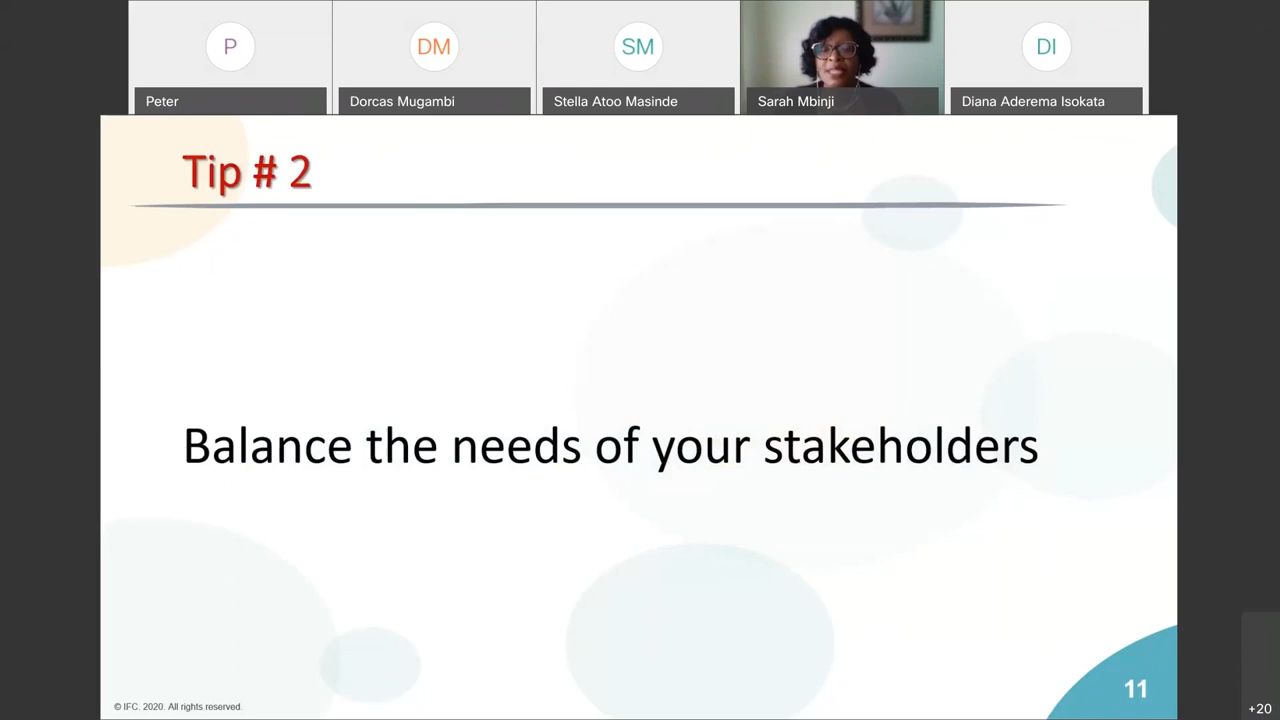 P
DM
SM
DI
Peter
Dorcas Mugambi
Stella Atoo Masinde
Sarah Mbinji
Diana Aderema Isokata
Tip # 2
Balance the needs of your stakeholders
11
© IFC. 2020. All rights reserved.
+20